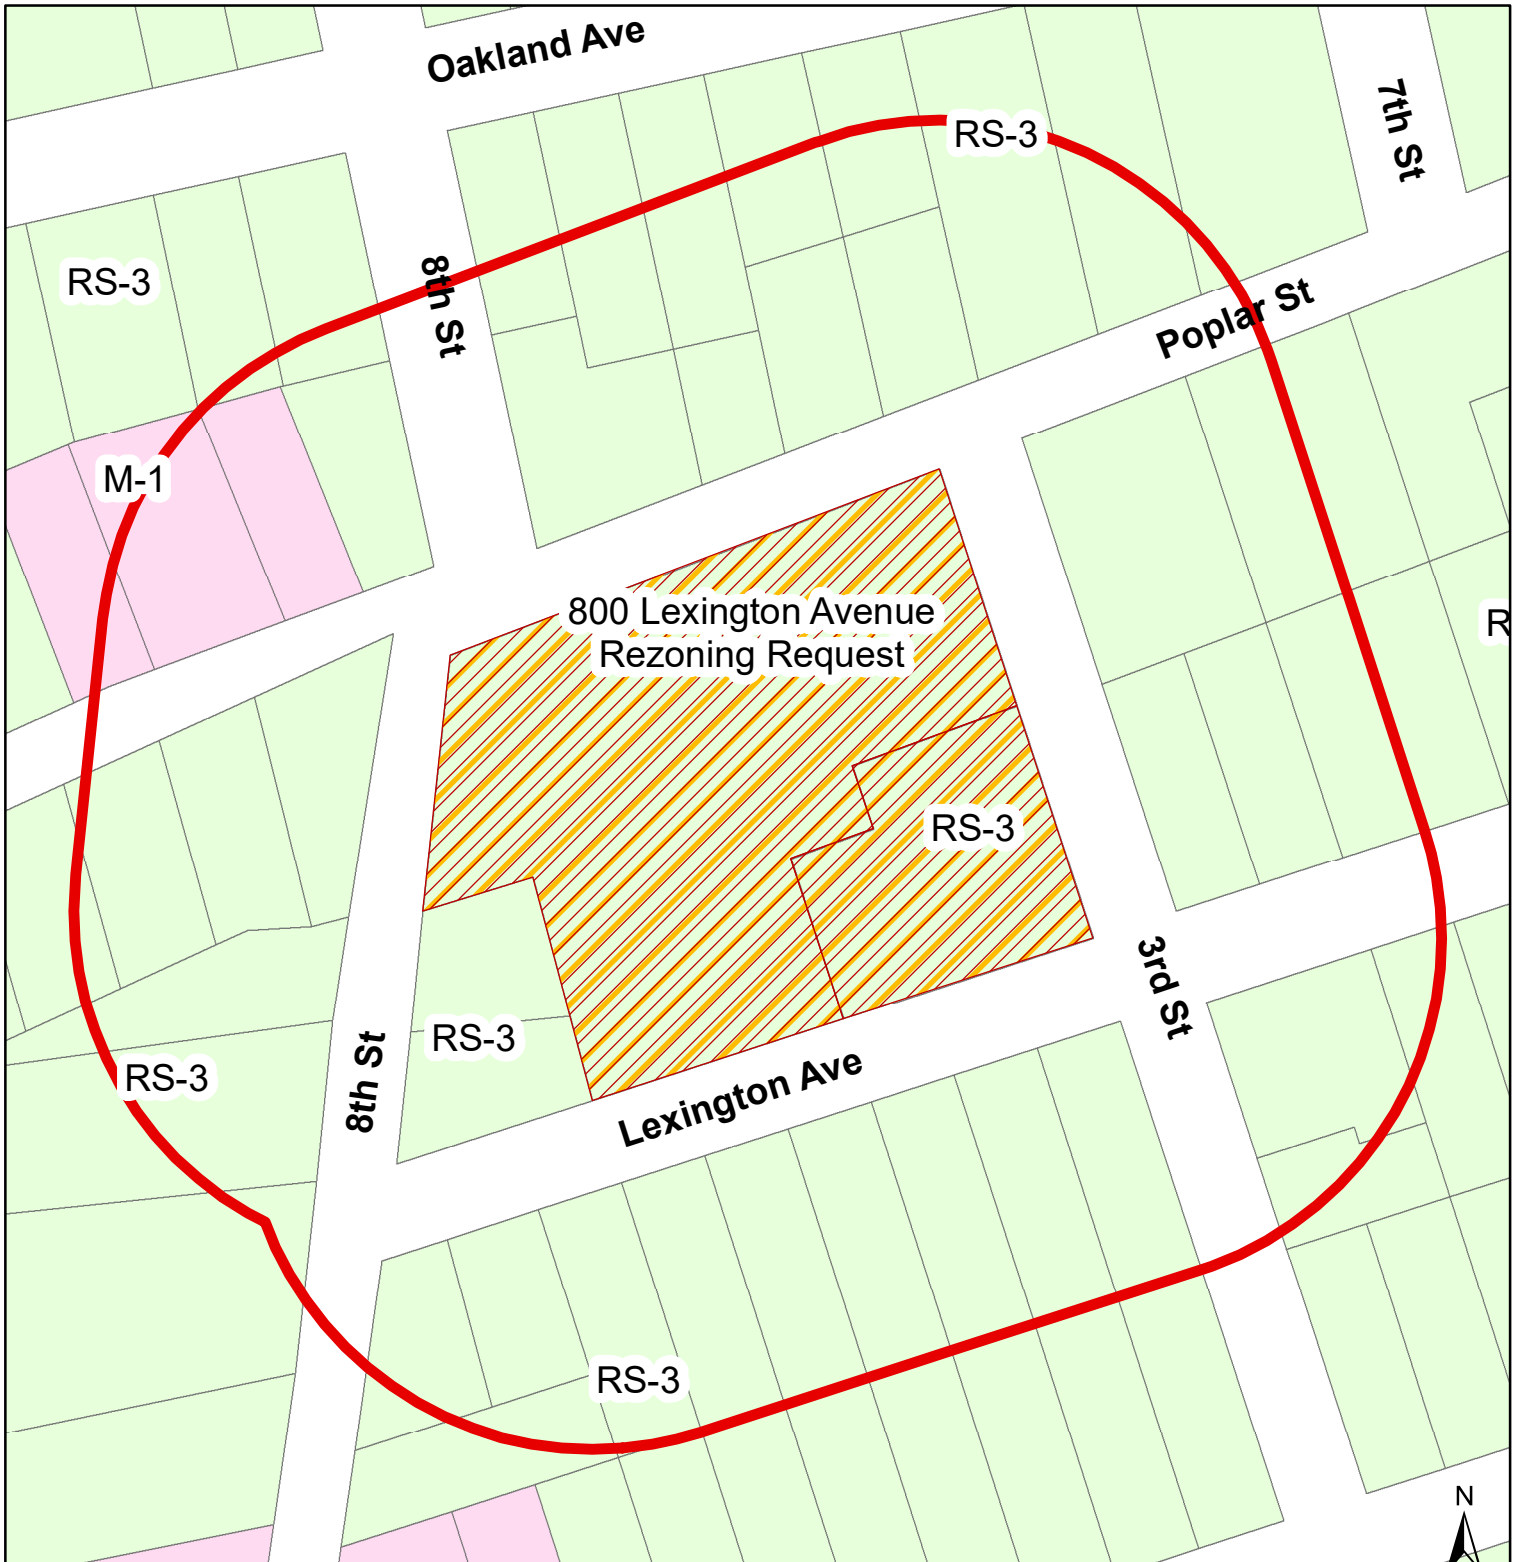 Oakland Ave
7th St
RS-3
8th St
RS-3
Poplar St
M-1
800 Lexington Avenue
Rezoning Request
R
RS-3
3rd St
RS-3
8th St
RS-3
Lexington Ave
RS-3
N